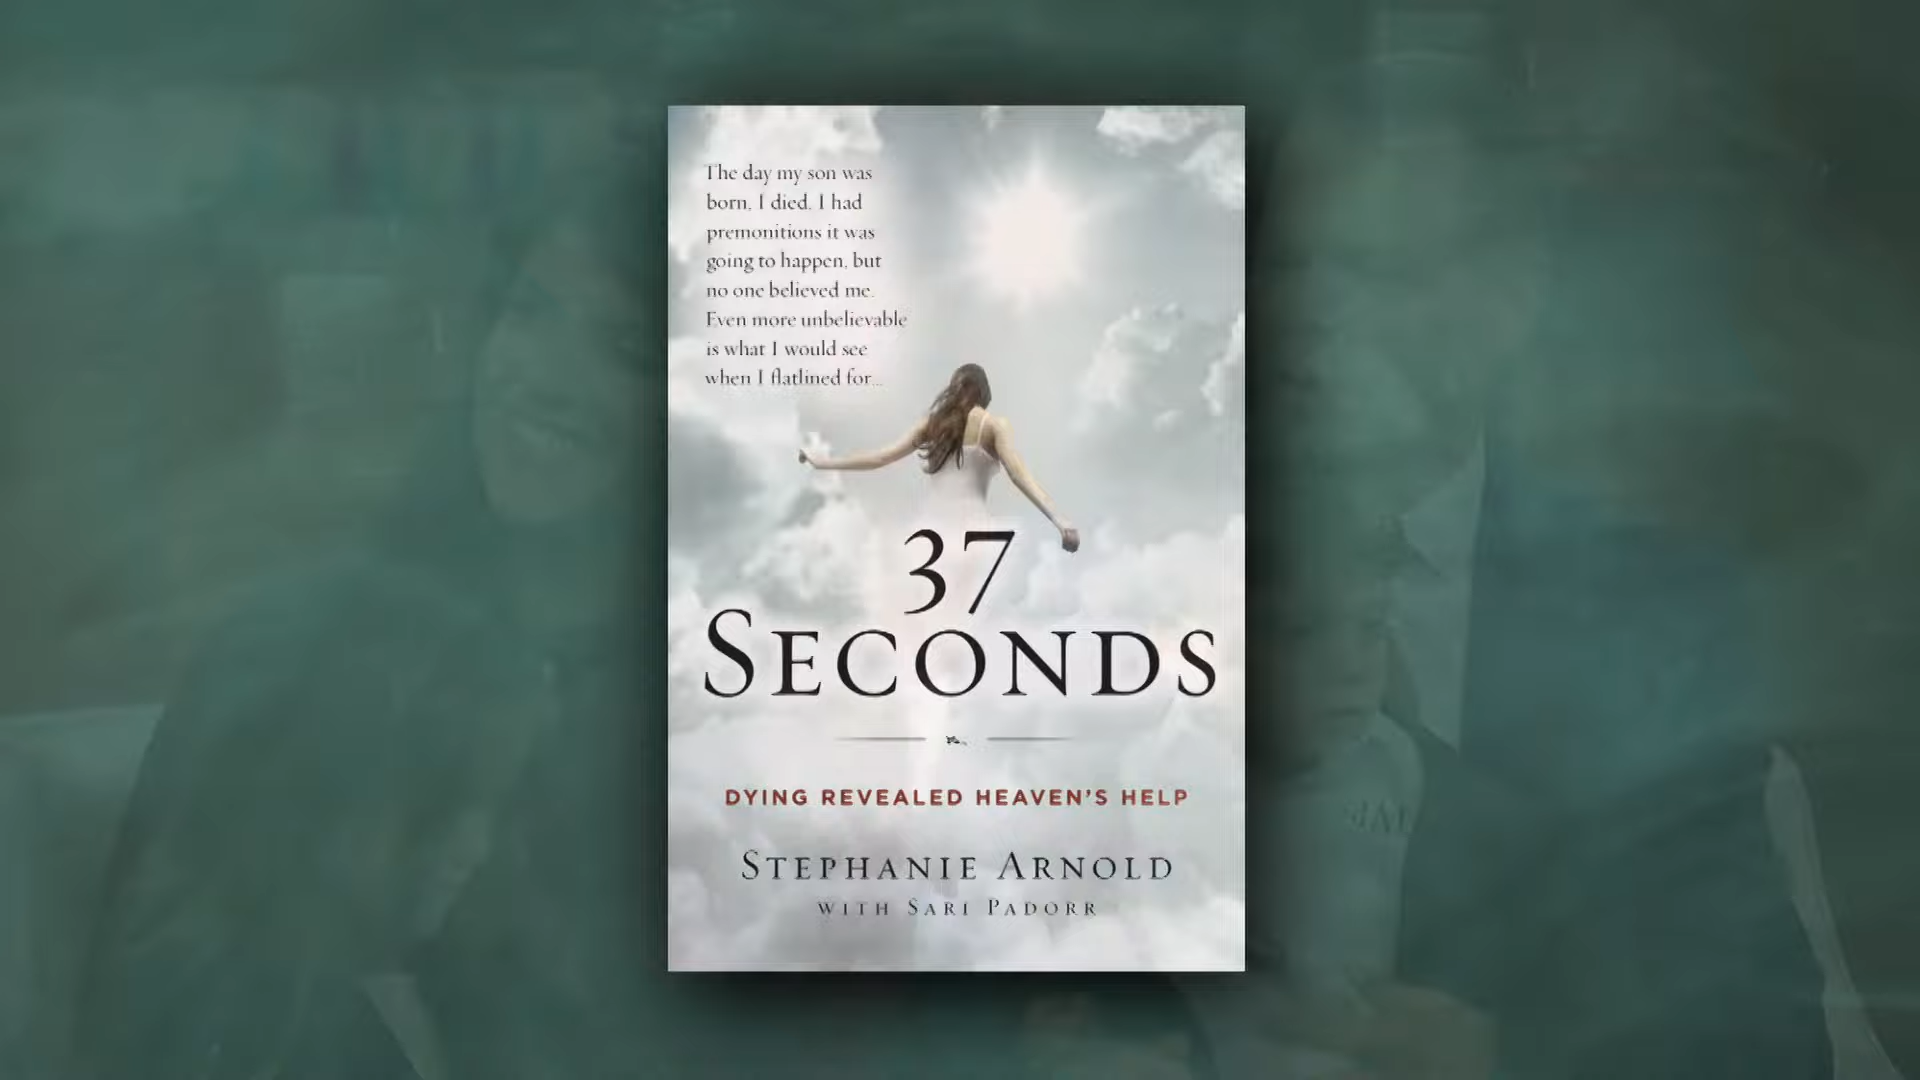 The day my son was
born, I died. I had
premonitions it was
going to happen, but
no one believed me.
Even more unbelievable
is what I would see
when I flatlined for...
37
SECONDS
DYING REVEALED HEAVEN'S HELP
STEPHANIE ARNOLD
WITH SARI PADORR